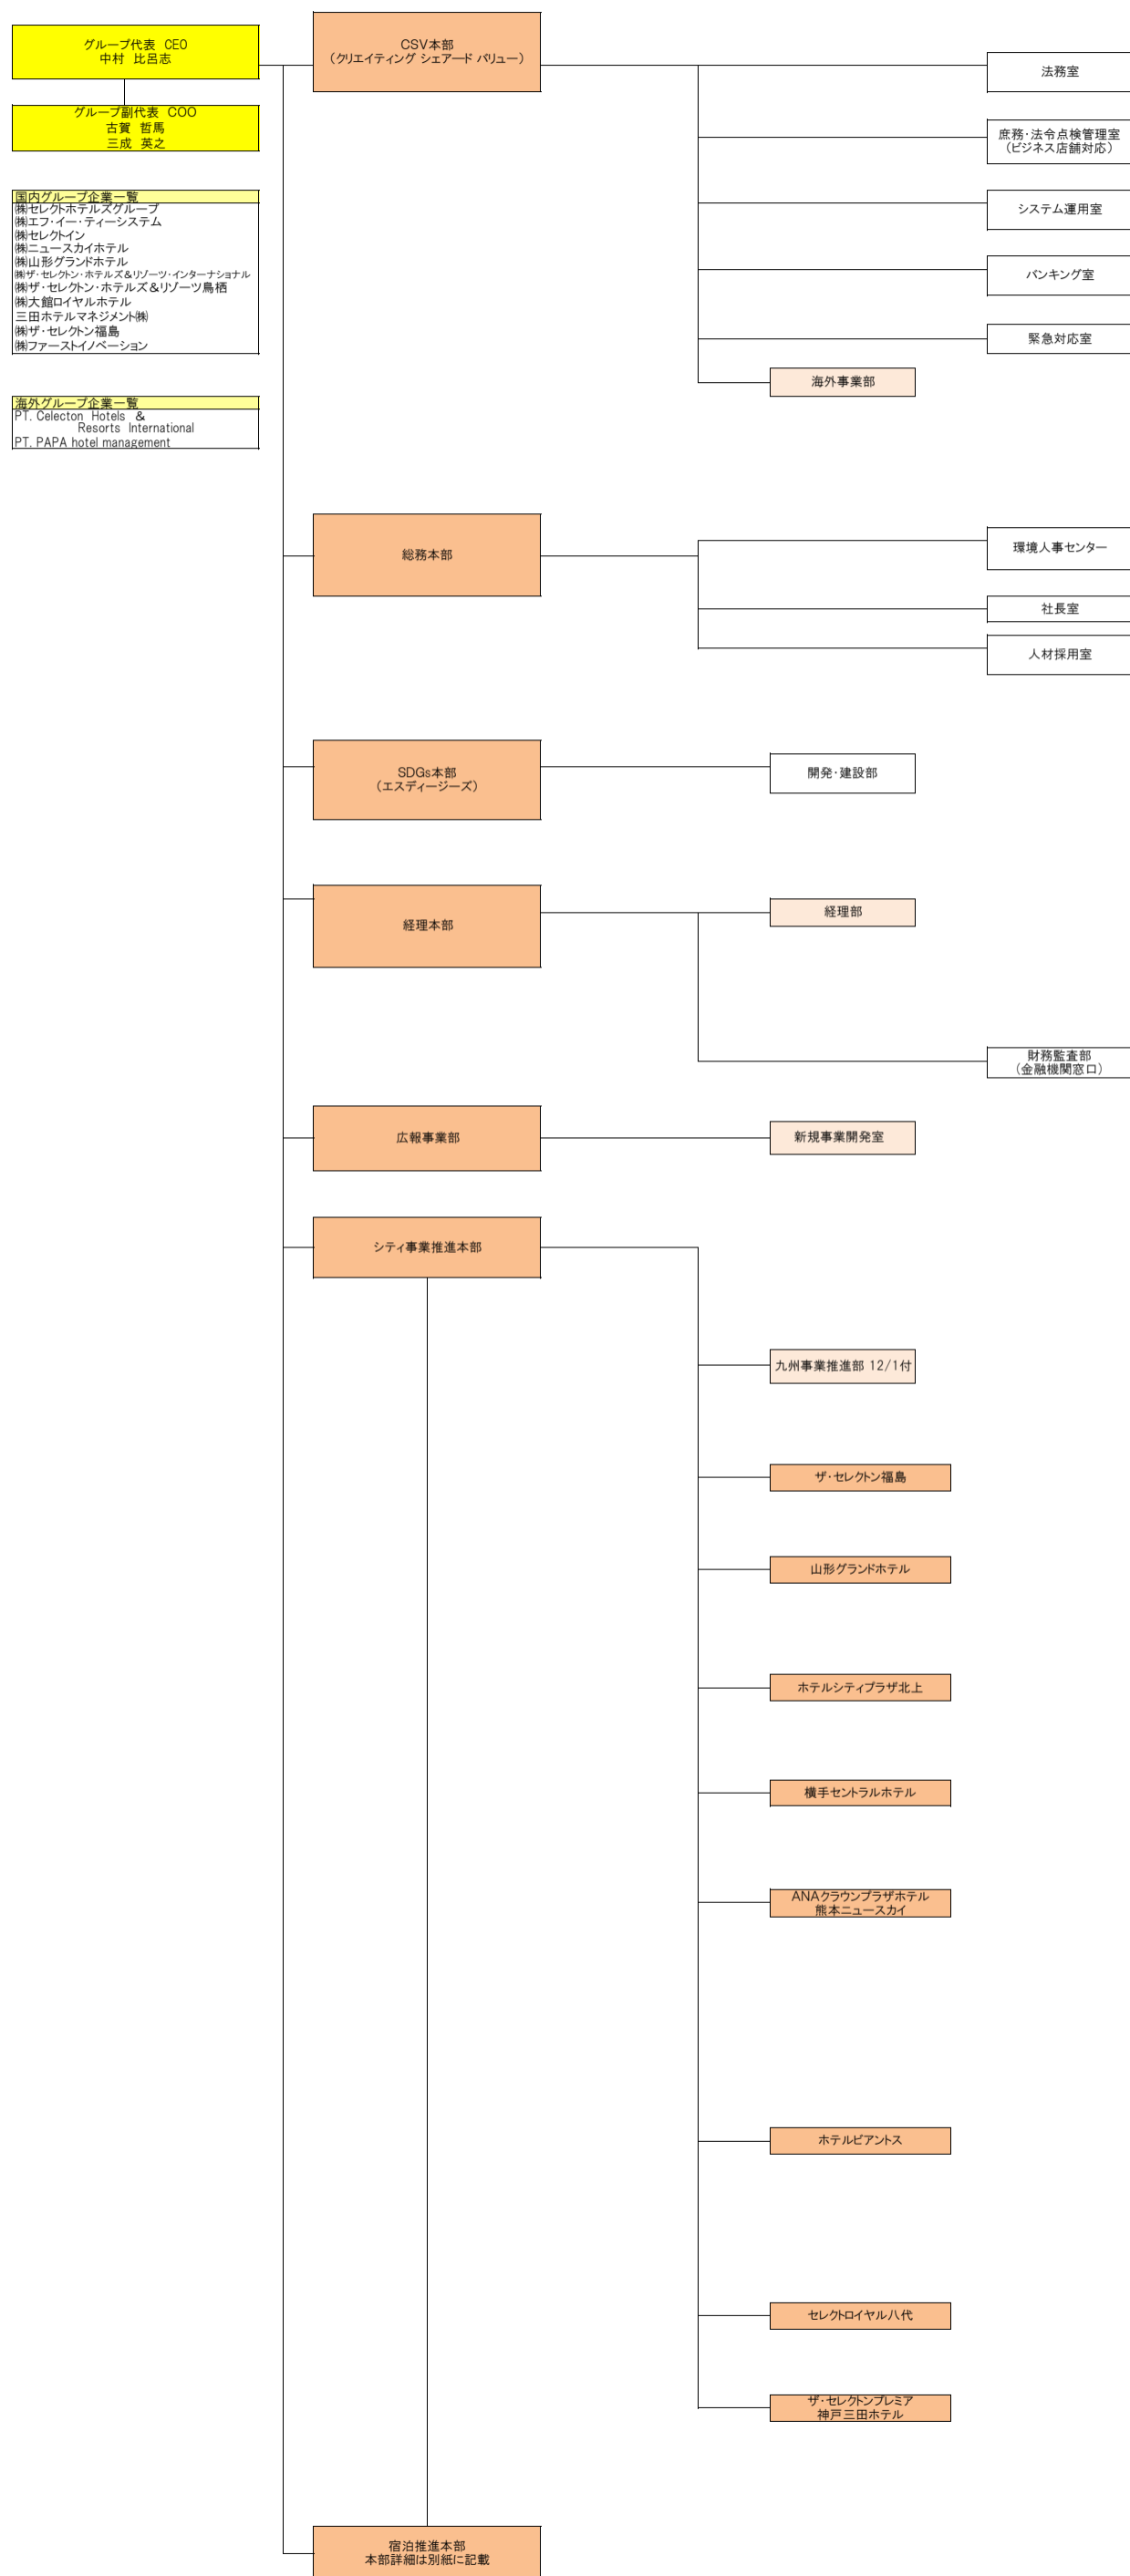 グループ代表 CEO
中村 比呂志
グループ副代表 COO
古賀 哲馬
三成 英之
国内グループ企業一覧
㈱セレクトホテルズグループ
㈱エフ・イー・ティーシステム
㈱セレクトイン
㈱ニュースカイホテル
㈱山形グランドホテル
㈱ザ・セレクトン・ホテルズ&リゾーツ・インターナショナル
㈱ザ・セレクトン・ホテルズ&リゾーツ鳥栖
㈱大館ロイヤルホテル
三田ホテルマネジメント㈱
㈱ザ・セレクトン福島
㈱ファーストイノベーション
海外グループ企業一覧
PT. Celecton Hotels &
Resorts International
PT. PAPA hotel management
CSV本部
(クリエイティング シェアード バリュー)
法務室
庶務・法令点検管理室
(ビジネス店舗対応)
システム運用室
バンキング室
緊急対応室
海外事業部
総務本部
環境人事センター
社長室
人材採用室
SDGs本部
(エスディージーズ)
開発・建設部
経理本部
経理部
財務監査部
(金融機関窓口)
広報事業部
新規事業開発室
シティ事業推進本部
九州事業推進部 12/1付
ザ・セレクトン福島
山形グランドホテル
ホテルシティプラザ北上
横手セントラルホテル
ANAクラウンプラザホテル
熊本ニュースカイ
ホテルビアントス
セレクトロイヤル八代
ザ・セレクトンプレミア
神戸三田ホテル
宿泊推進本部
本部詳細は別紙に記載